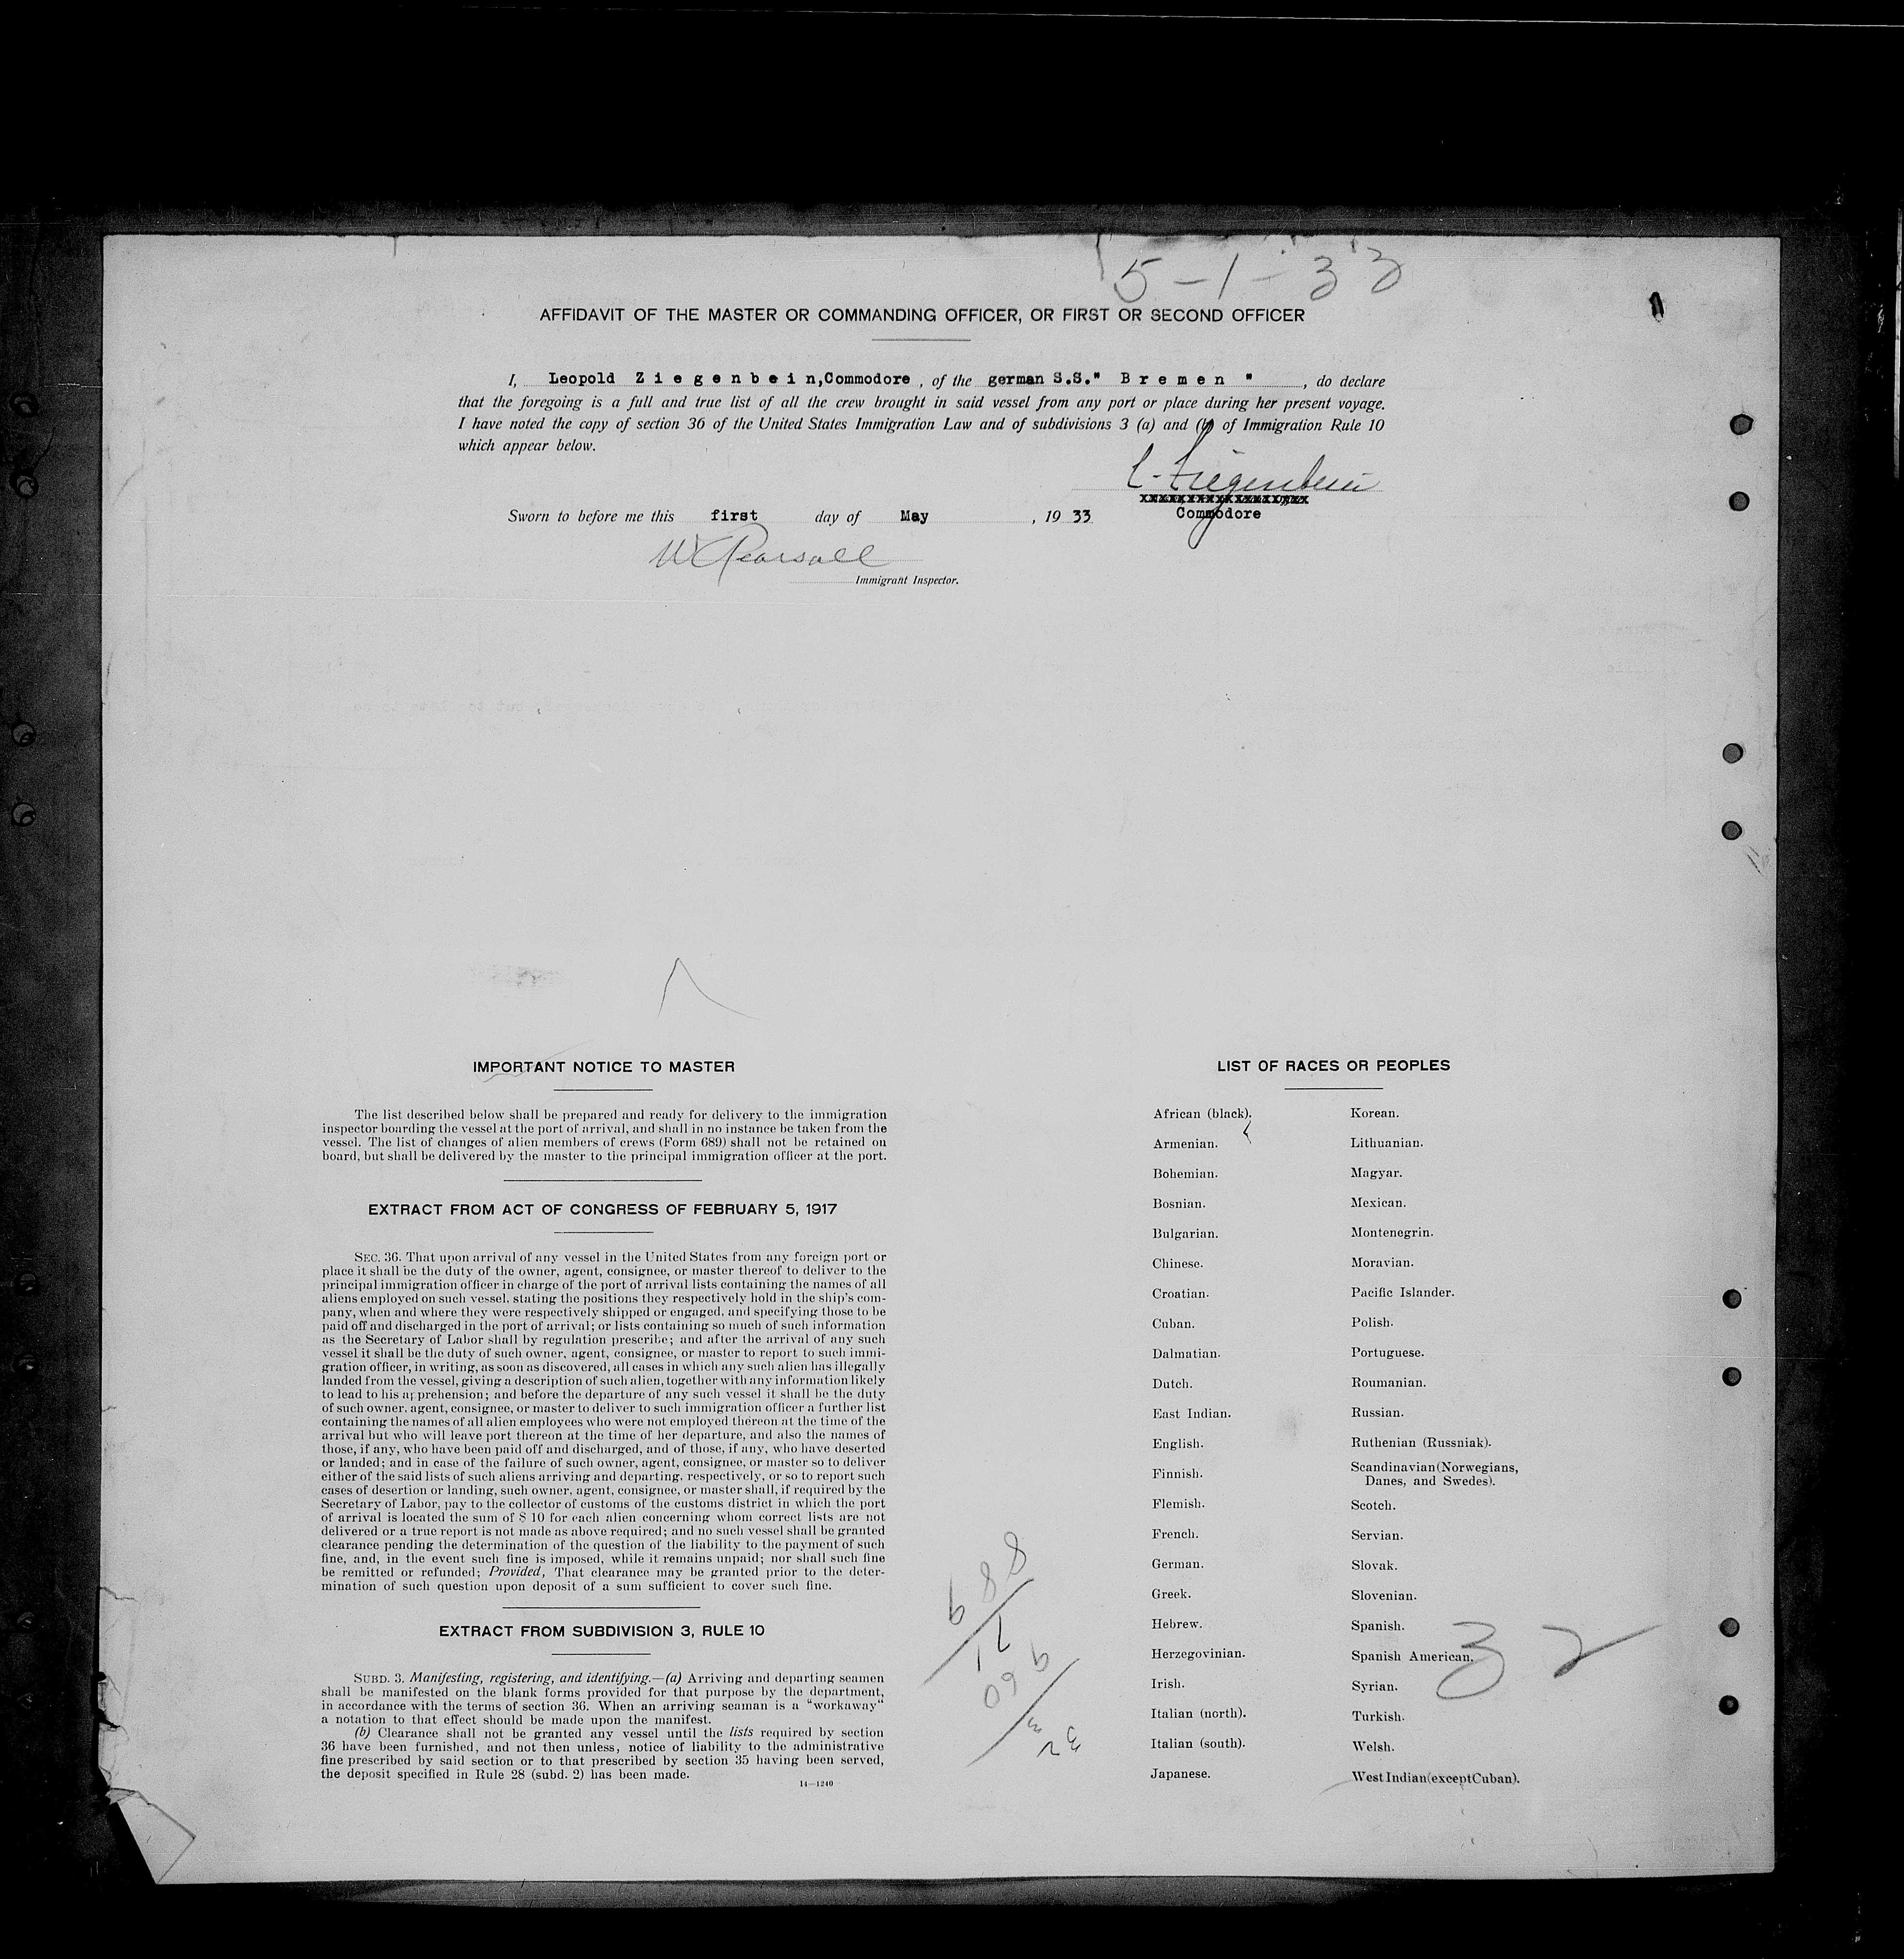 5-1-33
AFFIDAVIT OF THE MASTER OR COMMANDING OFFICER, OR FIRST OR SECOND OFFICER
I, Leopold Z i e g e n b e i n,Commodore , of the german S.S." B r e m e n " , do declare
that the foregoing is a full and true list of all the crew brought in said vessel from any port or place during her present voyage.
I have noted the copy of section 36 of the United States Immigration Law and of subdivisions 3 (a) and (b) of Immigration Rule 10
which appear below.
L. Ziegenbein
Sworn to before me this first day of May , 19 33
Commodore
W Pearsall
Immigrant Inspector.
IMPORTANT NOTICE TO MASTER
The list described below shall be prepared and ready for delivery to the immigration
inspector boarding the vessel at the port of arrival, and shall in no instance be taken from the
vessel. The list of changes of alien members of crews (Form 689) shall not be retained on
board, but shall be delivered by the master to the principal immigration officer at the port.
EXTRACT FROM ACT OF CONGRESS OF FEBRUARY 5, 1917
SEC. 36. That upon arrival of any vessel in the United States from any foreign port or
place it shall be the duty of the owner, agent, consignee, or master thereof to deliver to the
principal immigration officer in charge of the port of arrival lists containing the names of all
aliens employed on such vessel, stating the positions they respectively hold in the ship's com-
pany, when and where they were respectively shipped or engaged, and specifying those to be
paid off and discharged in the port of arrival; or lists containing so much of such information
as the Secretary of Labor shall by regulation prescribe; and after the arrival of any such
vessel it shall be the duty of such owner, agent, consignee, or master to report to such immi-
gration officer, in writing, as soon as discovered, all cases in which any such alien has illegally
landed from the vessel, giving a description of such alien, together with any information likely
to lead to his apprehension; and before the departure of any such vessel it shall be the duty
of such owner, agent, consignee, or master to deliver to such immigration officer a further list
containing the names of all alien employees who were not employed thereon at the time of the
arrival but who will leave port thereon at the time of her departure, and also the names of
those, if any, who have been paid off and discharged, and of those, if any, who have deserted
or landed; and in case of the failure of such owner, agent, consignee, or master so to deliver
either of the said lists of such aliens arriving and departing, respectively, or so to report such
cases of desertion or landing, such owner, agent, consignee, or master shall, if required by the
Secretary of Labor, pay to the collector of customs of the customs district in which the port
of arrival is located the sum of $ 10 for each alien concerning whom correct lists are not
delivered or a true report is not made as above required; and no such vessel shall be granted
clearance pending the determination of the question of the liability to the payment of such
fine, and, in the event such fine is imposed, while it remains unpaid; nor shall such fine
be remitted or refunded; Provided, That clearance may be granted prior to the deter-
mination of such question upon deposit of a sum sufficient to cover such fine.
EXTRACT FROM SUBDIVISION 3, RULE 10
SUBD. 3. Manifesting, registering, and identifying.—(a) Arriving and departing seamen
shall be manifested on the blank forms provided for that purpose by the department,
in accordance with the terms of section 36. When an arriving seaman is a "workaway"
a notation to that effect should be made upon the manifest.
(b) Clearance shall not be granted any vessel until the lists required by section
36 have been furnished, and not then unless, notice of liability to the administrative
fine prescribed by said section or to that prescribed by section 35 having been served,
the deposit specified in Rule 28 (subd. 2) has been made.
14—1240
LIST OF RACES OR PEOPLES
African (black).
Armenian.
Bohemian.
Bosnian.
Bulgarian.
Chinese.
Croatian.
Cuban.
Dalmatian.
Dutch.
East Indian.
English.
Finnish.
Flemish.
French.
German.
Greek.
Hebrew.
Herzegovinian.
Irish.
Italian (north).
Italian (south).
Japanese.
Korean.
Lithuanian.
Magyar.
Mexican.
Montenegrin.
Moravian.
Pacific Islander.
Polish.
Portuguese.
Roumanian.
Russian.
Ruthenian (Russniak).
Scandinavian (Norwegians,
Danes, and Swedes).
Scotch.
Servian.
Slovak.
Slovenian.
Spanish.
Spanish American.
Syrian.
Turkish.
Welsh.
West Indian (except Cuban).
32